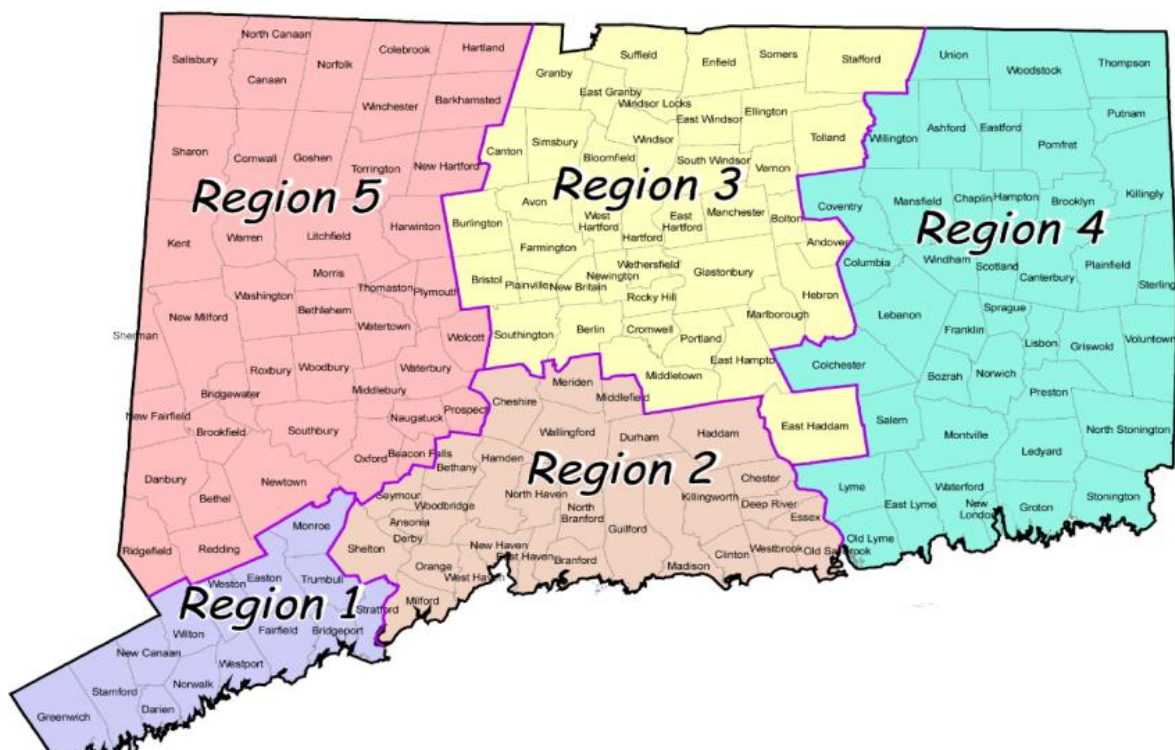 North Canaan
Colebrook
Hartland
Salisbury
Norfolk
Canaan
Suffield
Enfield
Somers
Stafford
Granby
Union
Woodstock
Thompson
East Granby
Windsor Locks
Winchester
Barkhamsted
East Windsor
Ellington
Putnam
Sharon
Cornwall
Goshen
Torrington
New Hartford
Canton
Simsbury
Bloomfield
Windsor
South Windsor
Vernon
Tolland
Willington
Ashford
Eastford
Pomfret
Region 5
Region 3
Region 4
Killingly
Avon
Burlington
West
Hartford
East
Hartford
Manchester
Bolton
Coventry
Mansfield
Chaplin
Hampton
Brooklyn
Kent
Warren
Litchfield
Harwinton
Farmington
Hartford
Andover
Columbia
Windham
Scotland
Canterbury
Plainfield
Sterling
Morris
Thomaston
Plymouth
Bristol
Plainville
New Britain
Newington
Wethersfield
Glastonbury
Rocky Hill
Hebron
Marlborough
Lebanon
Sprague
Franklin
Lisbon
Griswold
Voluntown
Washington
Bethlehem
Watertown
New Milford
Sherman
Wolcott
Southington
Berlin
Cromwell
Portland
East Hampto
Middletown
Colchester
Bozrah
Norwich
Preston
Roxbury
Woodbury
Waterbury
Middlebury
Bridgewater
New Fairfield
Brookfield
Southbury
Naugatuck
Prospect
Cheshire
Meriden
Middlefield
Wallingford
Durham
Haddam
East Haddam
Salem
Montville
North Stonington
Ledyard
Oxford
Beacon Falls
Bethany
Hamden
Region 2
Danbury
Bethel
Newtown
Seymour
Woodbridge
North Haven
North
Branford
Killingworth
Chester
Deep River
Essex
Lyme
East Lyme
Waterford
New
London
Groton
Stonington
Monroe
Ansonia
Derby
Shelton
Guilford
Ridgefield
Redding
Orange
New Haven
East Haven
West Haven
Branford
Madison
Clinton
Westbrook
Old Saybrook
Old Lyme
Weston
Easton
Trumbull
Stratford
Milford
Region 1
Wilton
Fairfield
Bridgeport
New Canaan
Westport
Norwalk
Stamford
Darien
Greenwich